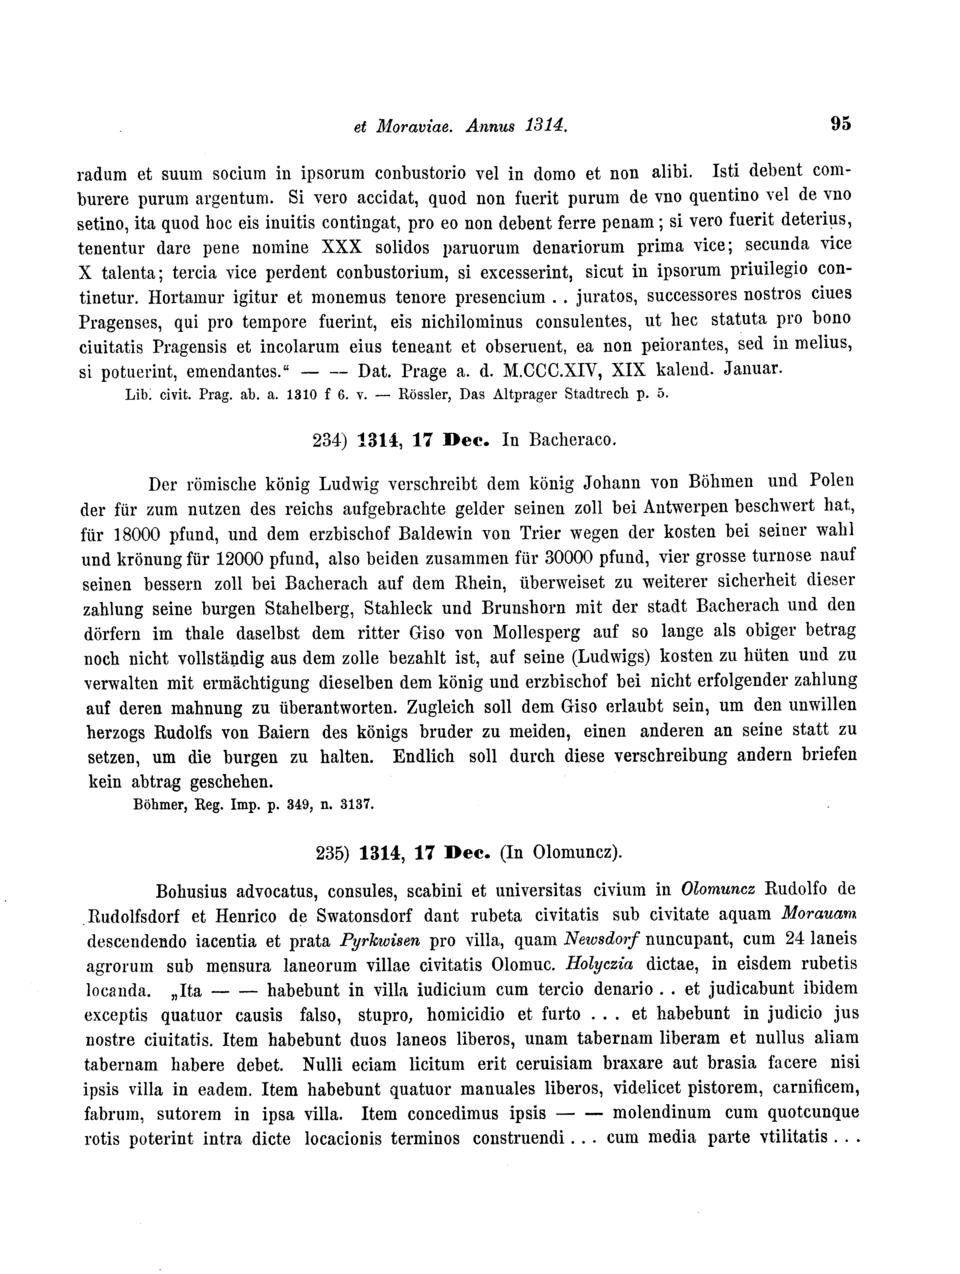 et Moraviae. Annus 1314. 95
radum et suum socium in ipsorum conbustorio vel in domo et non alibi. Isti debent com-
burere purum argentum. Si vero accidat, quod non fuerit purum de vno quentino vel de vno
setino, ita quod hoc eis inuitis contingat, pro eo non debent ferre penam; si vero fuerit deterius,
tenentur dare pene nomine XXX solidos paruorum denariorum prima vice; secunda vice
X talenta; tercia vice perdent conbustorium, si excesserint, sicut in ipsorum priuilegio con-
tinetur. Hortamur igitur et monemus tenore presencium . . juratos, successores nostros ciues
Pragenses, qui pro tempore fuerint, eis nichilominus consulentes, ut hec statuta pro bono
ciuitatis Pragensis et incolarum eius teneant et obseruent, ea non peiorantes, sed in melius,
si potuerint, emendantes.“ — — Dat. Prage a. d. M.CCC.XIV, XIX kalend. Januar.
Lib. civit. Prag. ab. a. 1310 f 6. v. — Rössler, Das Altprager Stadtrech p. 5.
234) 1314, 17 Dec. In Bacheraco.
Der römische könig Ludwig verschreibt dem könig Johann von Böhmen und Polen
der für zum nutzen des reichs aufgebrachte gelder seinen zoll bei Antwerpen beschwert hat,
für 18000 pfund, und dem erzbischof Baldewin von Trier wegen der kosten bei seiner wahl
und krönung für 12000 pfund, also beiden zusammen für 30000 pfund, vier grosse turnose nauf
seinen bessern zoll bei Bacherach auf dem Rhein, überweiset zu weiterer sicherheit dieser
zahlung seine burgen Stahelberg, Stahleck und Brunshorn mit der stadt Bacherach und den
dörfern im thale daselbst dem ritter Giso von Mollesperg auf so lange als obiger betrag
noch nicht vollständig aus dem zolle bezahlt ist, auf seine (Ludwigs) kosten zu hüten und zu
verwalten mit ermächtigung dieselben dem könig und erzbischof bei nicht erfolgender zahlung
auf deren mahnung zu überantworten. Zugleich soll dem Giso erlaubt sein, um den unwillen
herzogs Rudolfs von Baiern des königs bruder zu meiden, einen anderen an seine statt zu
setzen, um die burgen zu halten. Endlich soll durch diese verschreibung andern briefen
kein abtrag geschehen.
Böhmer, Reg. Imp. p. 349, n. 3137.
235) 1314, 17 Dec. (In Olomuncz).
Bohusius advocatus, consules, scabini et universitas civium in Olomuncz Rudolfo de
Rudolfsdorf et Henrico de Swatonsdorf dant rubeta civitatis sub civitate aquam Morauam
descendendo iacentia et prata Pyrkwisen pro villa, quam Newsdorf nuncupant, cum 24 laneis
agrorum sub mensura laneorum villae civitatis Olomuc. Holyczia dictae, in eisdem rubetis
locanda. „Ita — — habebunt in villa iudicium cum tercio denario . . et judicabunt ibidem
exceptis quatuor causis falso, stupro, homicidio et furto . . . et habebunt in judicio jus
nostre ciuitatis. Item habebunt duos laneos liberos, unam tabernam liberam et nullus aliam
tabernam habere debet. Nulli eciam licitum erit ceruisiam braxare aut brasia facere nisi
ipsis villa in eadem. Item habebunt quatuor manuales liberos, videlicet pistorem, carnificem,
fabrum, sutorem in ipsa villa. Item concedimus ipsis — — molendinum cum quotcunque
rotis poterint intra dicte locacionis terminos construendi . . . cum media parte vtilitatis . . .